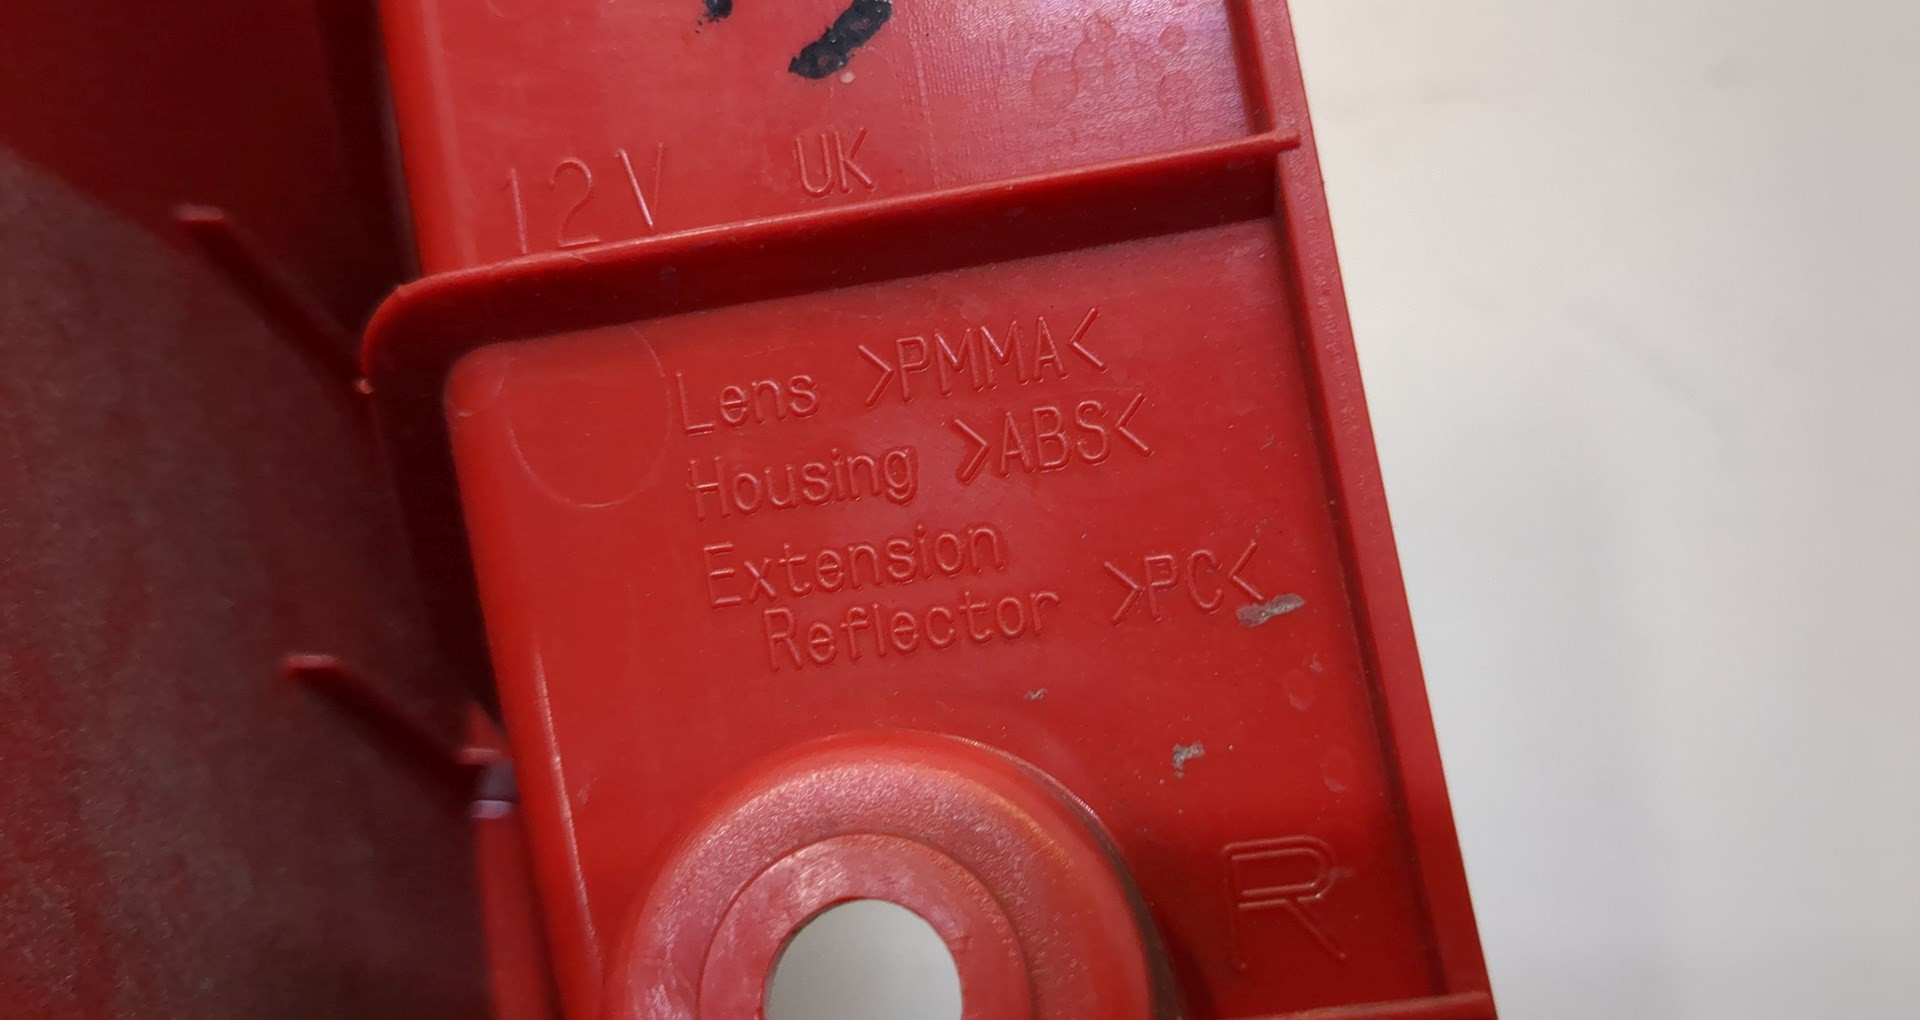 12V UK
Lens >PMMA<
Housing >ABS<
Extension
Reflector >PC<
R